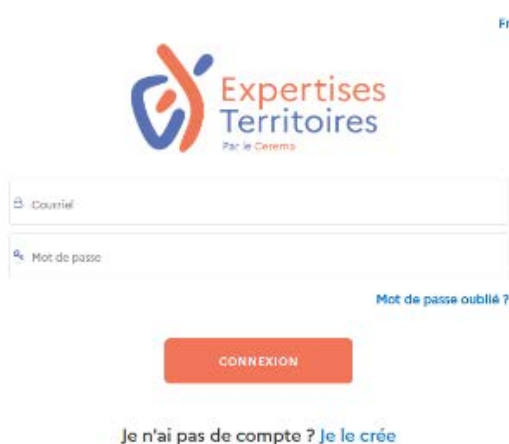 Fr
Expertises
Territoires
Par le Cerema
Courriel
Mot de passe
Mot de passe oublié ?
CONNEXION
Je n'ai pas de compte ? Je le crée